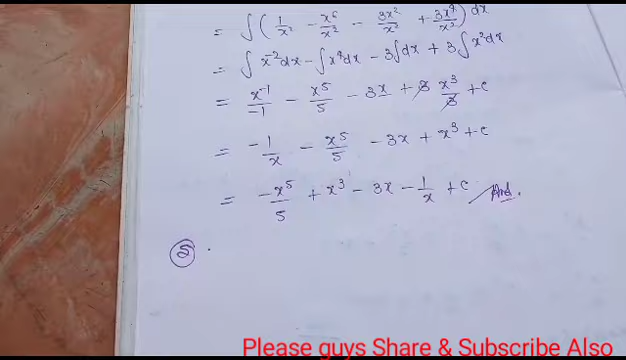 = ∫ ( 1/x² - x⁶/x² - 3x²/x² + 3x⁴/x² ) dx
= ∫ x⁻² dx - ∫ x⁴ dx - 3∫ dx + 3∫ x² dx
= x⁻¹/-1 - x⁵/5 - 3x + 3 x³/3 + c
= -1/x - x⁵/5 - 3x + x³ + c
= -x⁵/5 + x³ - 3x - 1/x + c Ans.
5.
Please guys Share & Subscribe Also